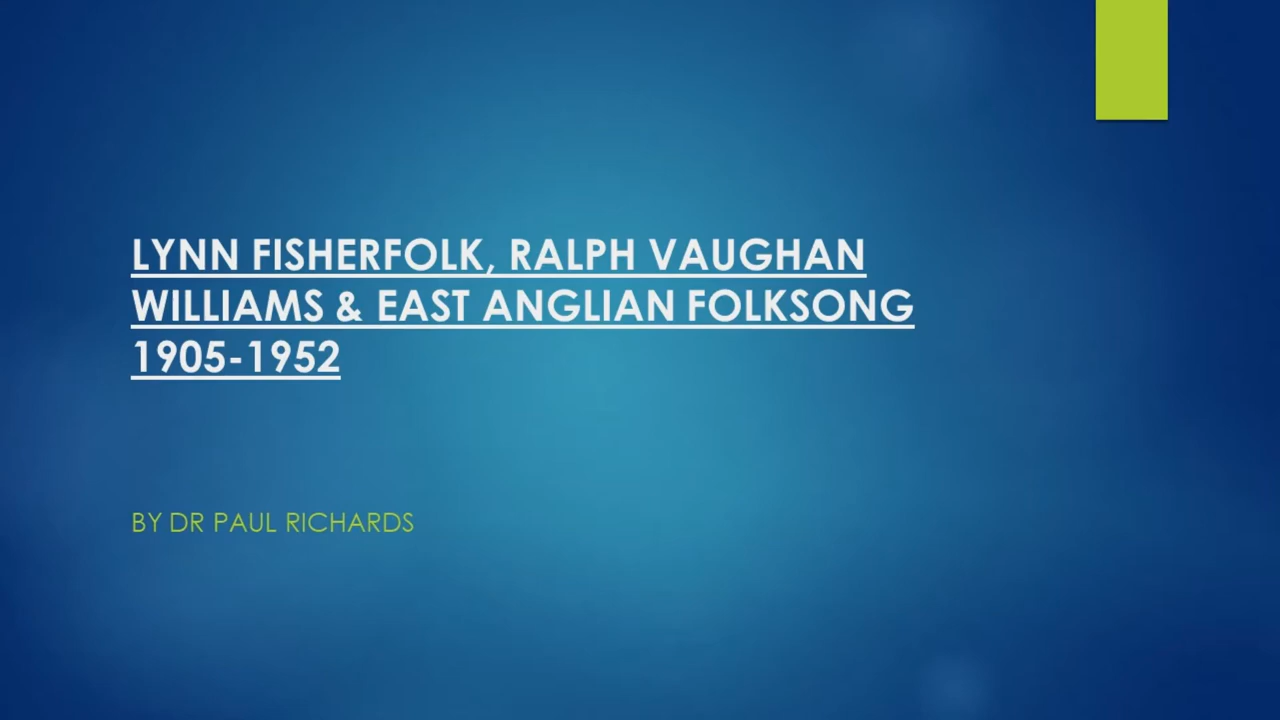 LYNN FISHERFOLK, RALPH VAUGHAN
WILLIAMS & EAST ANGLIAN FOLKSONG
1905-1952
BY DR PAUL RICHARDS